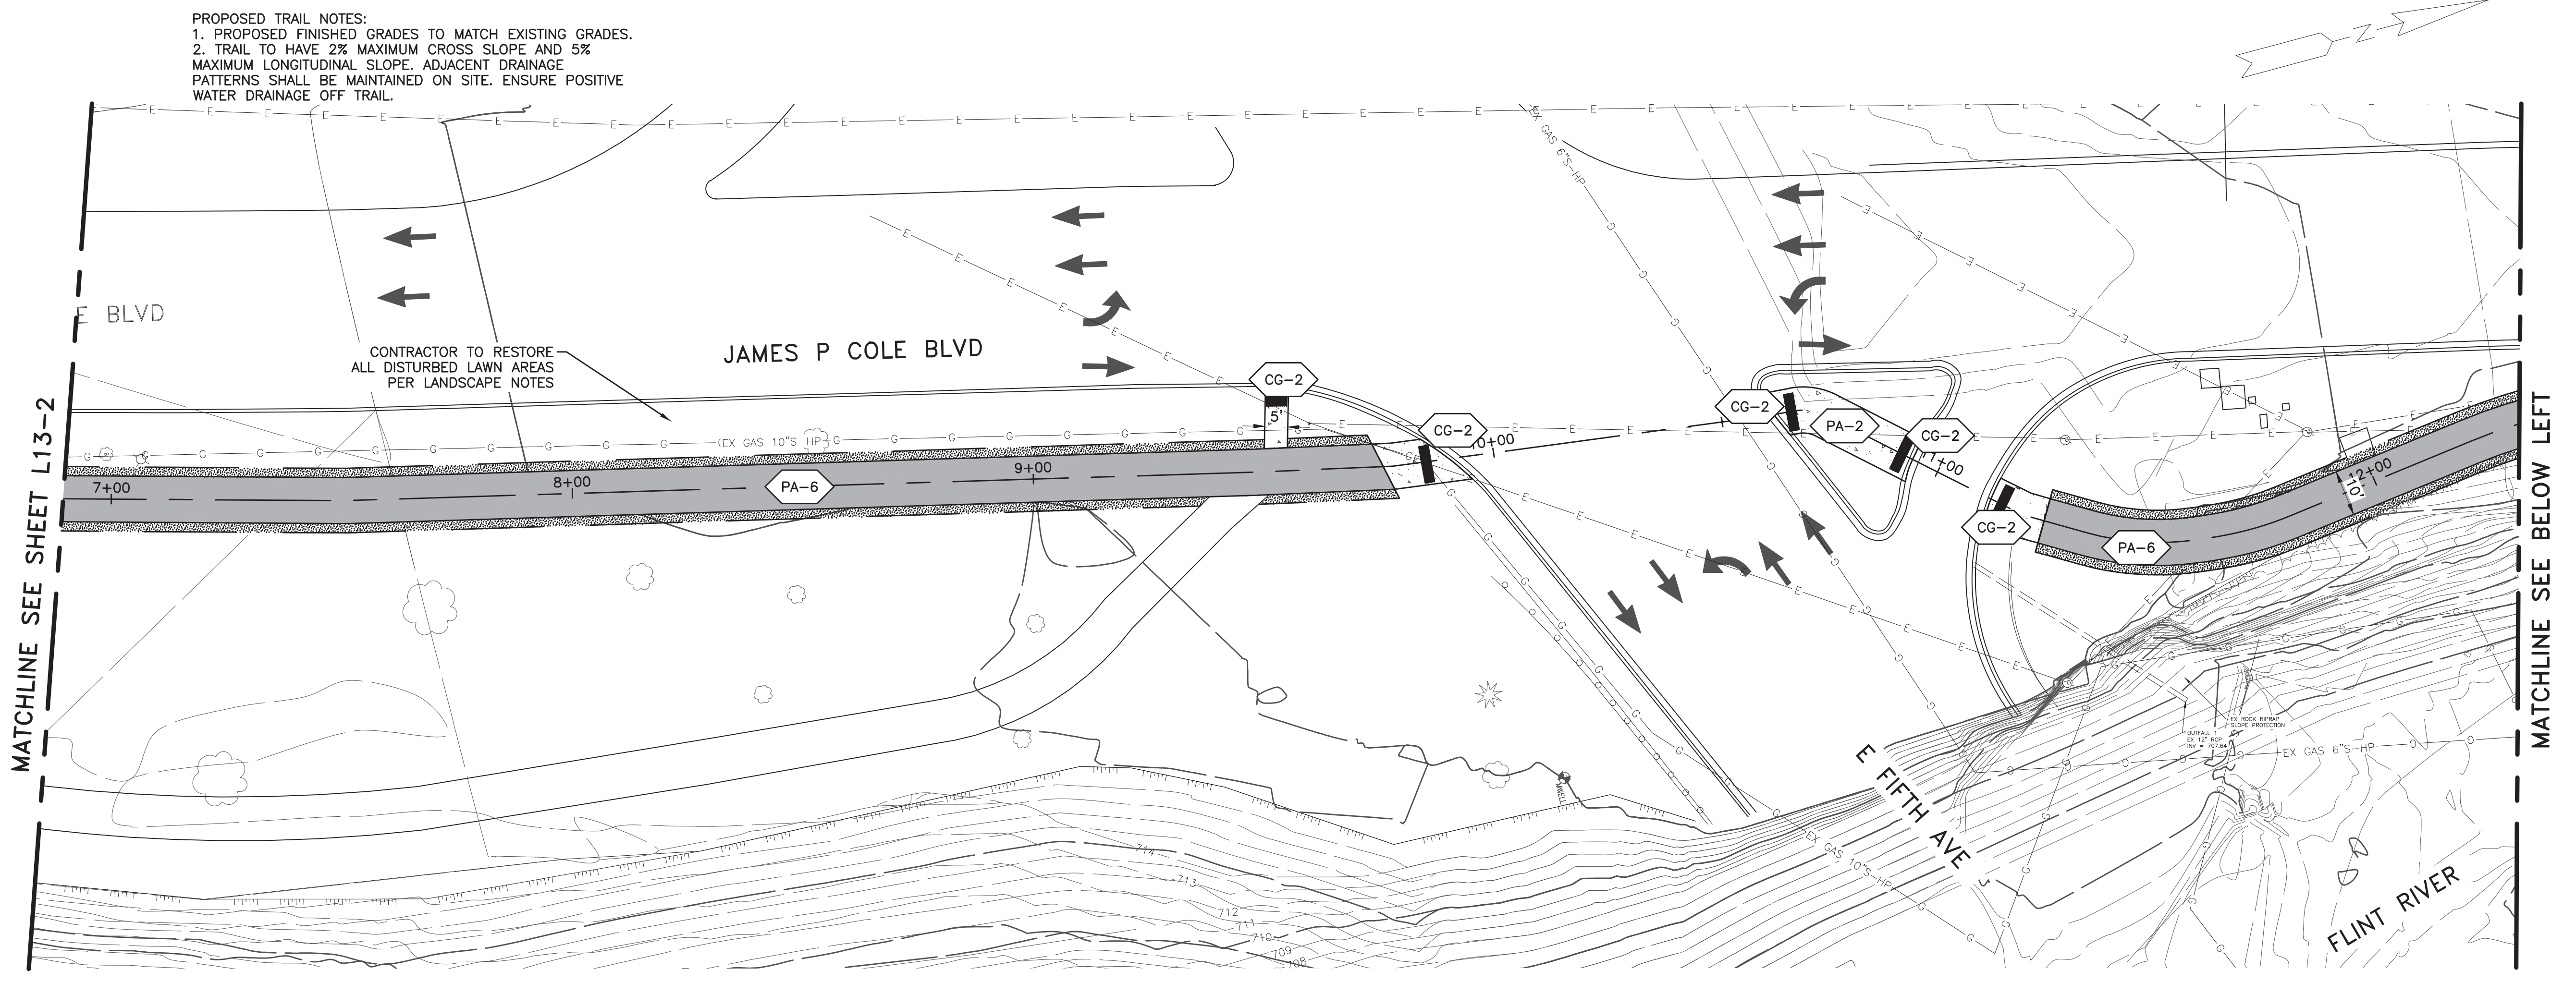 PROPOSED TRAIL NOTES:
1. PROPOSED FINISHED GRADES TO MATCH EXISTING GRADES.
2. TRAIL TO HAVE 2% MAXIMUM CROSS SLOPE AND 5%
MAXIMUM LONGITUDINAL SLOPE. ADJACENT DRAINAGE
PATTERNS SHALL BE MAINTAINED ON SITE. ENSURE POSITIVE
WATER DRAINAGE OFF TRAIL.
N
MATCHLINE SEE SHEET L13-2
E BLVD
CONTRACTOR TO RESTORE
ALL DISTURBED LAWN AREAS
PER LANDSCAPE NOTES
JAMES P COLE BLVD
EX GAS 6"S-HP
(EX GAS 10"S-HP)
CG-2
5'
CG-2
CG-2
PA-2
CG-2
CG-2
7+00
8+00
PA-6
9+00
10+00
11+00
PA-6
12+00
10'
MWELL
EX ROCK RIPRAP
SLOPE PROTECTION
OUTFALL 1
EX 12" RCP
INV = 707.64
EX GAS 6"S-HP
EX GAS 10"S-HP
E FIFTH AVE
FLINT RIVER
714
713
712
711
710
709
708
MATCHLINE SEE BELOW LEFT